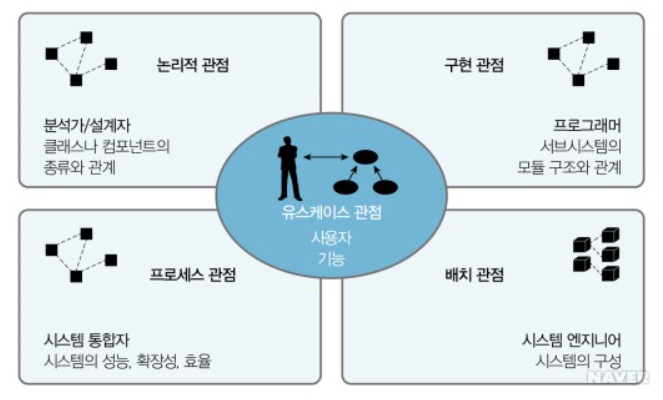 논리적 관점
분석가/설계자
클래스나 컴포넌트의
종류와 관계
구현 관점
프로그래머
서브시스템의
모듈 구조와 관계
유스케이스 관점
사용자
기능
프로세스 관점
시스템 통합자
시스템의 성능, 확장성, 효율
배치 관점
시스템 엔지니어
시스템의 구성
NAVER